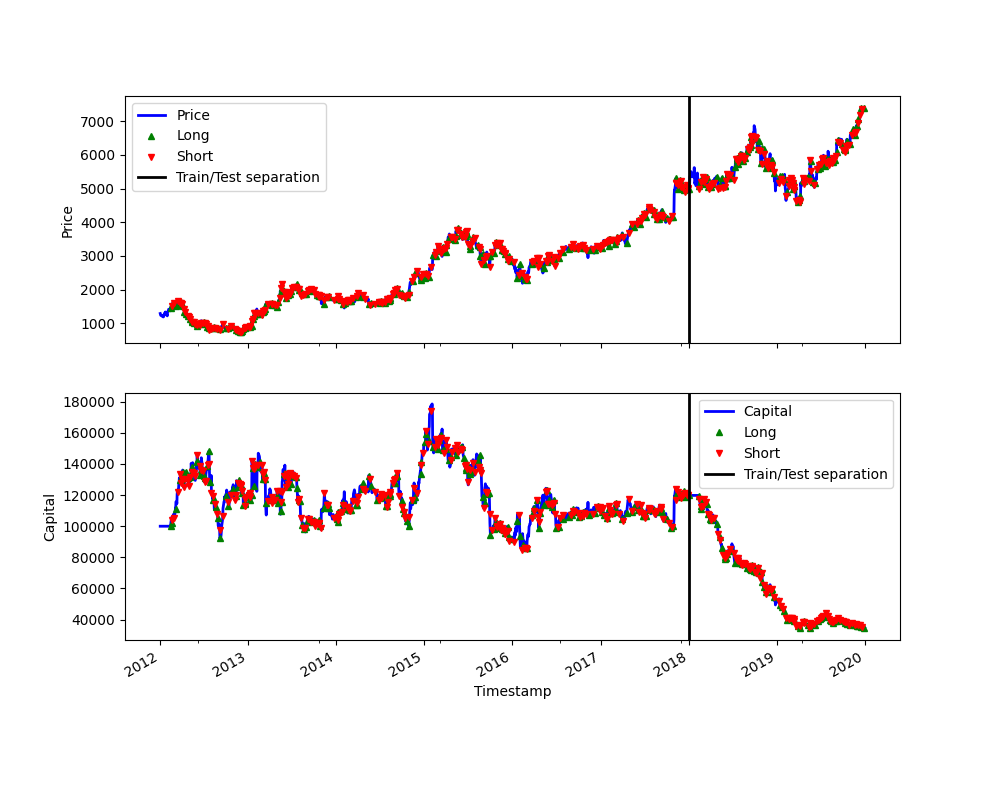 7000
6000
5000
4000
3000
2000
1000
Price
Price
Long
Short
Train/Test separation
180000
160000
140000
120000
100000
80000
60000
40000
Capital
Capital
Long
Short
Train/Test separation
2012
2013
2014
2015
2016
2017
2018
2019
2020
Timestamp